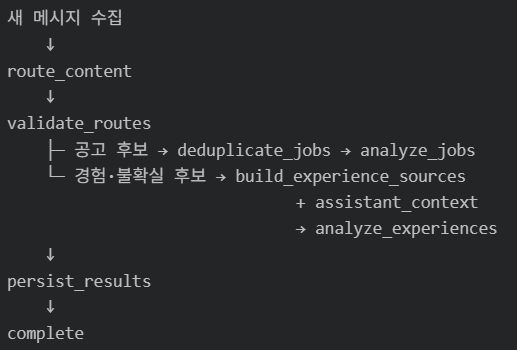 새 메시지 수집
↓
route_content
↓
validate_routes
├─ 공고 후보 → deduplicate_jobs → analyze_jobs
└─ 경험·불확실 후보 → build_experience_sources
+ assistant_context
→ analyze_experiences
↓
persist_results
↓
complete